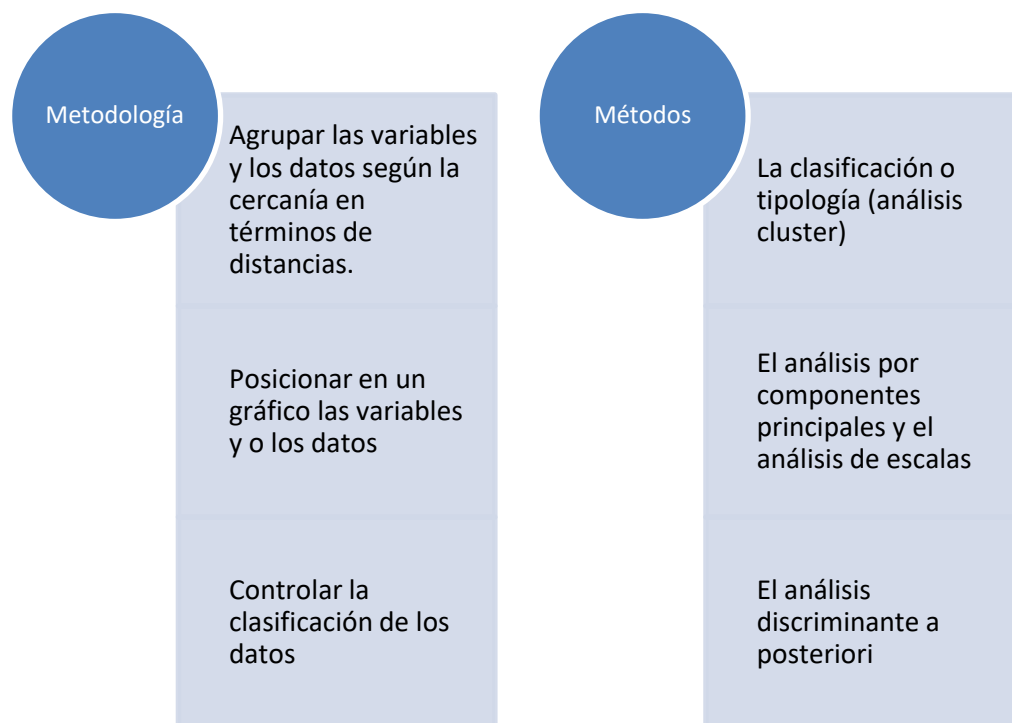 Metodología
Agrupar las variables
y los datos según la
cercanía en
términos de
distancias.
Posicionar en un
gráfico las variables
y o los datos
Controlar la
clasificación de los
datos
Métodos
La clasificación o
tipología (análisis
cluster)
El análisis por
componentes
principales y el
análisis de escalas
El análisis
discriminante a
posteriori